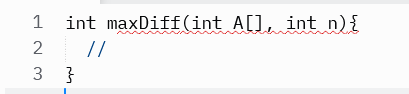 1 int maxDiff(int A[], int n){
2 //
3 }